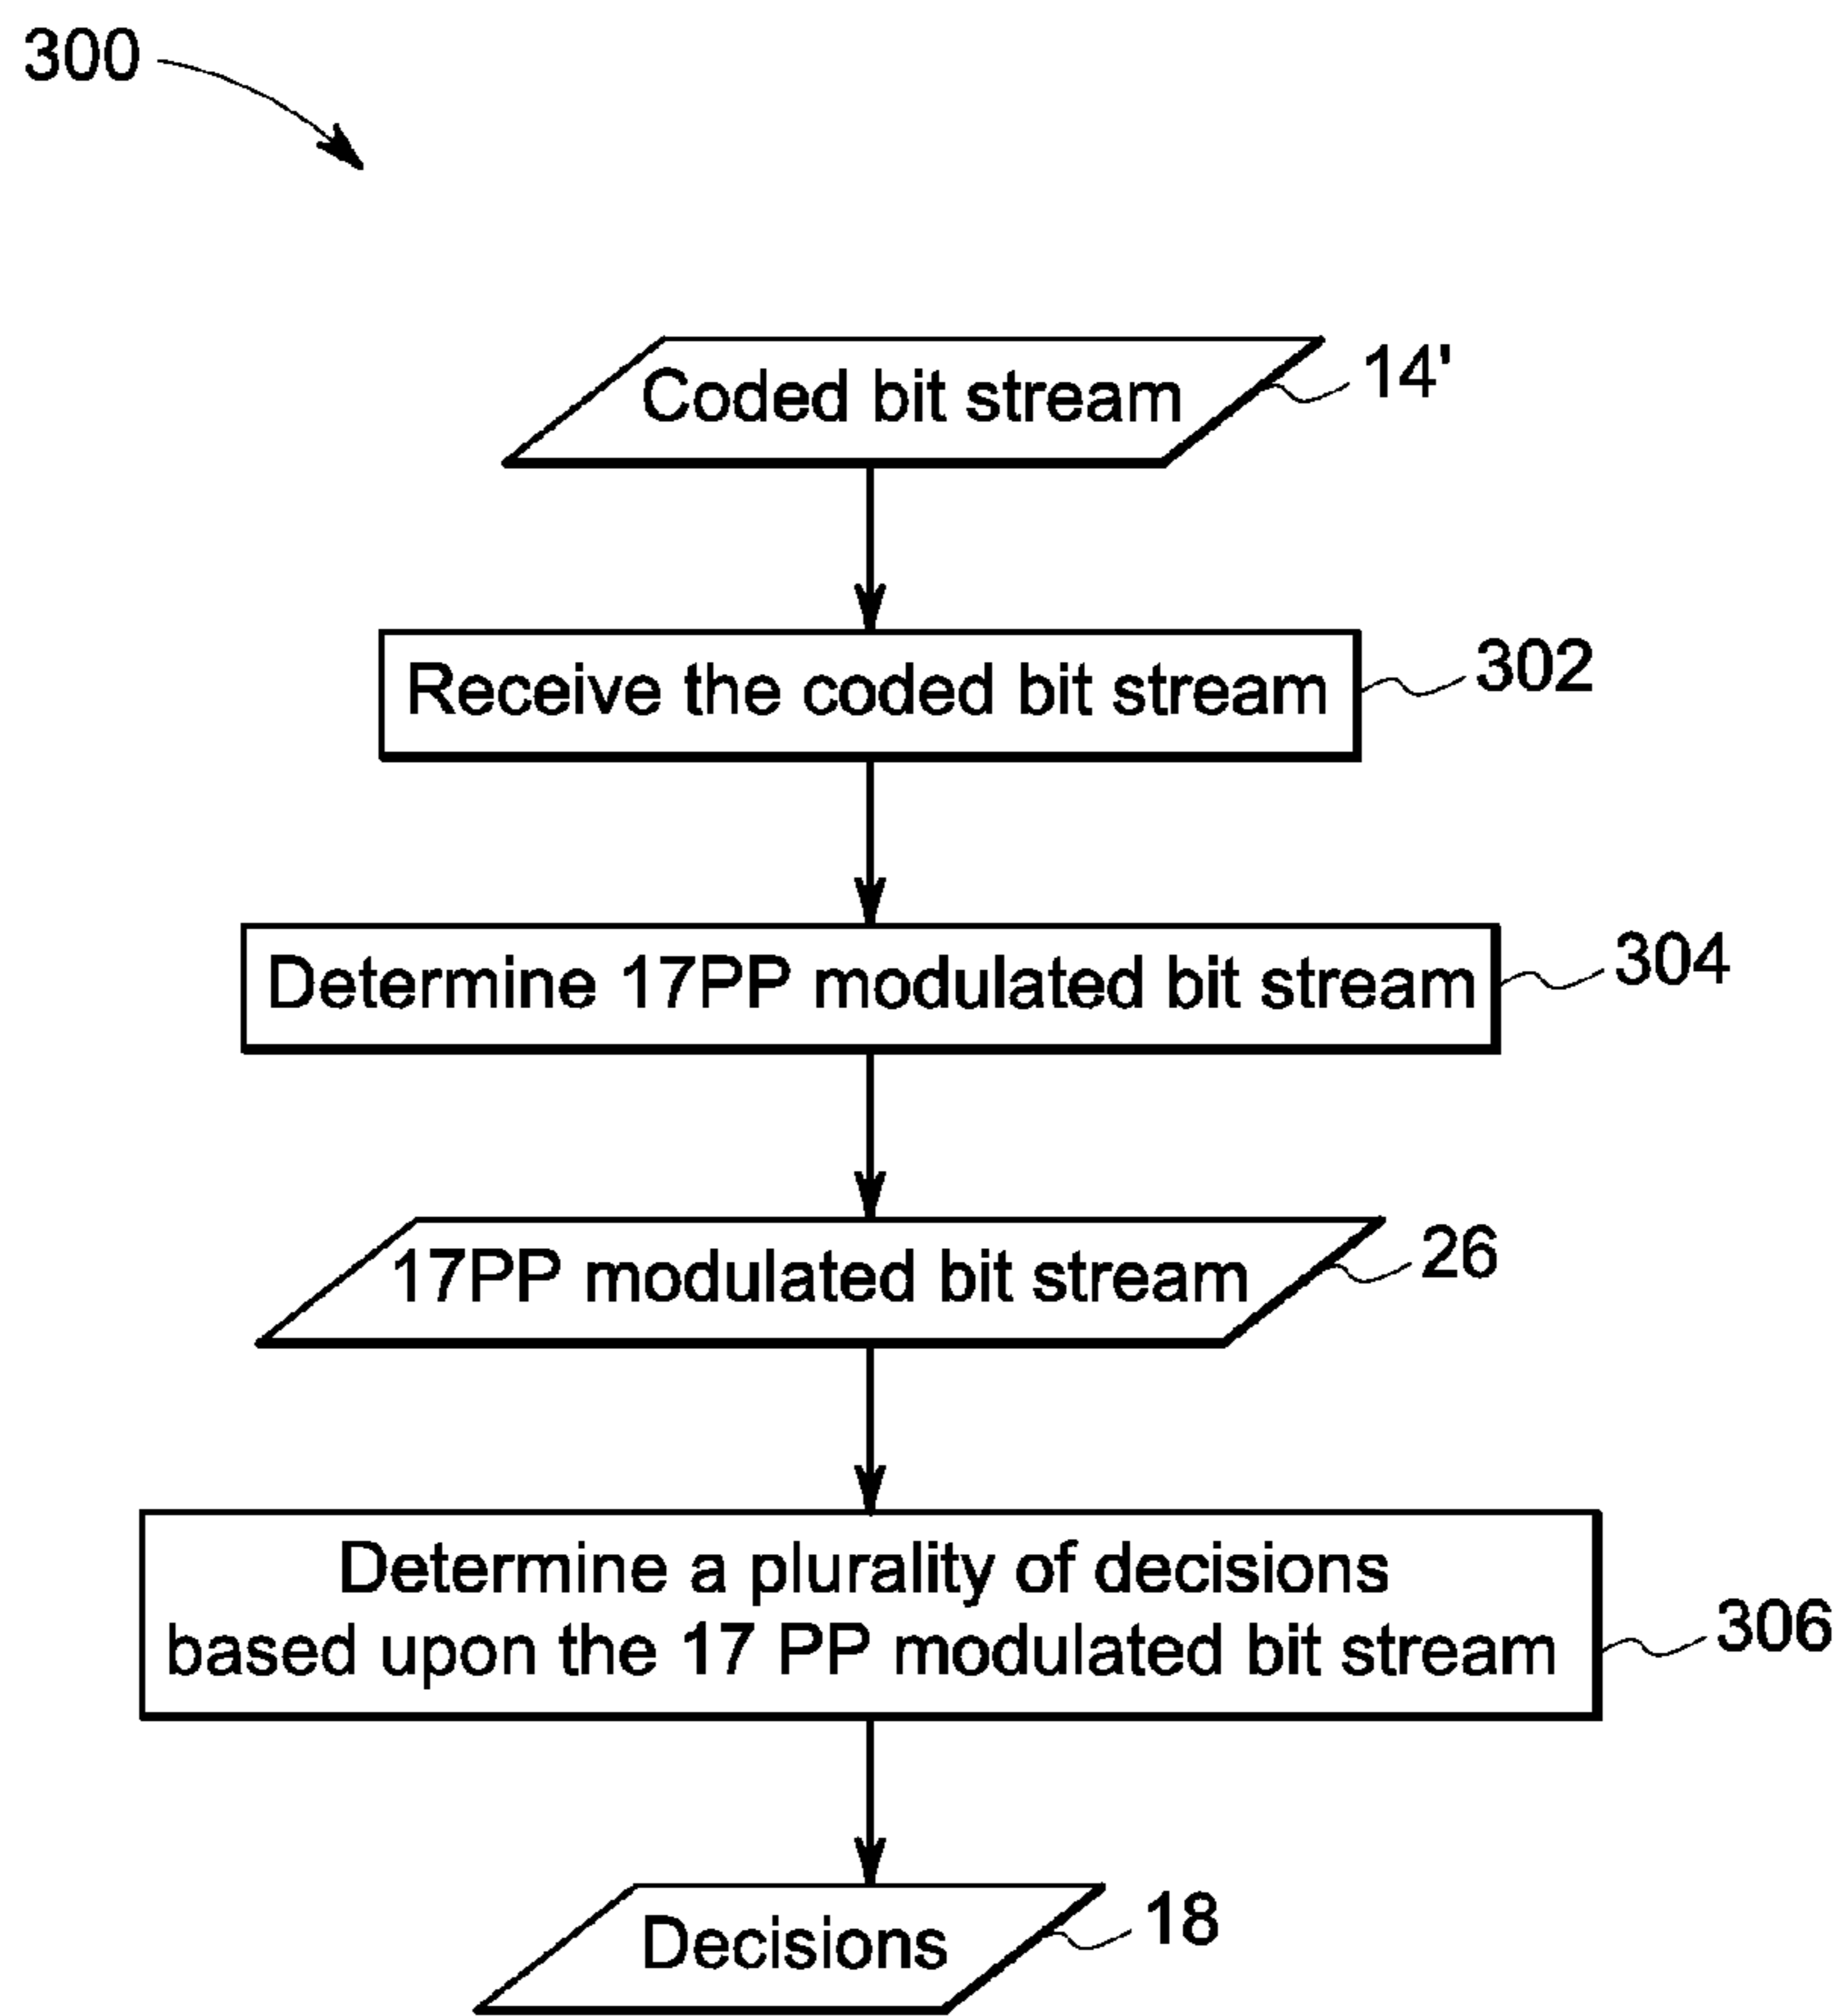 300
Coded bit stream
14'
Receive the coded bit stream
302
Determine 17PP modulated bit stream
304
17PP modulated bit stream
26
Determine a plurality of decisions
based upon the 17 PP modulated bit stream
306
Decisions
18